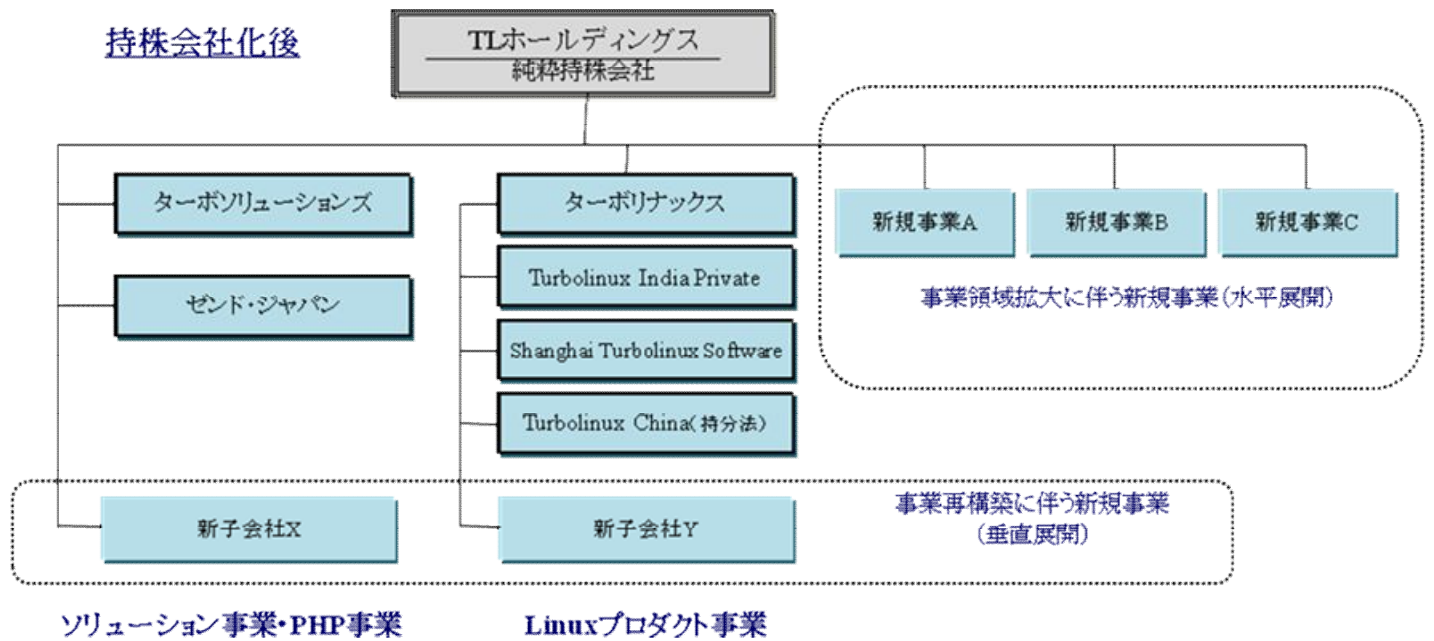 持株会社化後
TLホールディングス
純粋持株会社
ターボソリューションズ
ゼンド・ジャパン
ターボリナックス
Turbolinux India Private
Shanghai Turbolinux Software
Turbolinux China(持分法)
新規事業A
新規事業B
新規事業C
事業領域拡大に伴う新規事業(水平展開)
新子会社X
新子会社Y
事業再構築に伴う新規事業
(垂直展開)
ソリューション事業・PHP事業
Linuxプロダクト事業